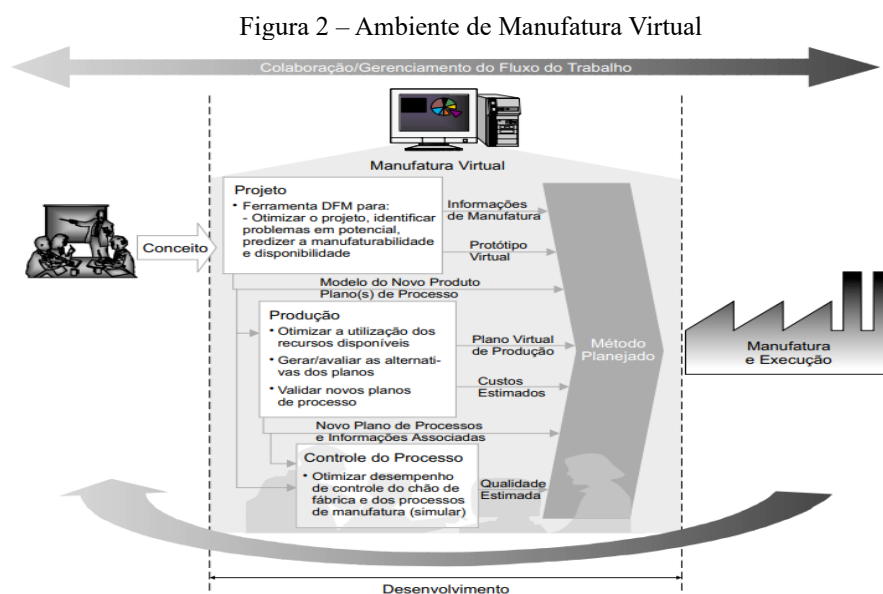 Figura 2 – Ambiente de Manufatura Virtual
Colaboração/Gerenciamento do Fluxo do Trabalho
Manufatura Virtual
Conceito
Projeto
• Ferramenta DFM para:
- Otimizar o projeto, identificar
problemas em potencial,
predizer a manufaturabilidade
e disponibilidade
Informações
de Manufatura
Protótipo
Virtual
Modelo do Novo Produto
Plano(s) de Processo
Produção
• Otimizar a utilização dos
recursos disponíveis
• Gerar/avaliar as alternati-
vas dos planos
• Validar novos planos
de processo
Plano Virtual
de Produção
Custos
Estimados
Novo Plano de Processos
e Informações Associadas
Controle do Processo
• Otimizar desempenho
de controle do chão de
fábrica e dos processos
de manufatura (simular)
Qualidade
Estimada
Método
Planejado
Manufatura
e Execução
Desenvolvimento